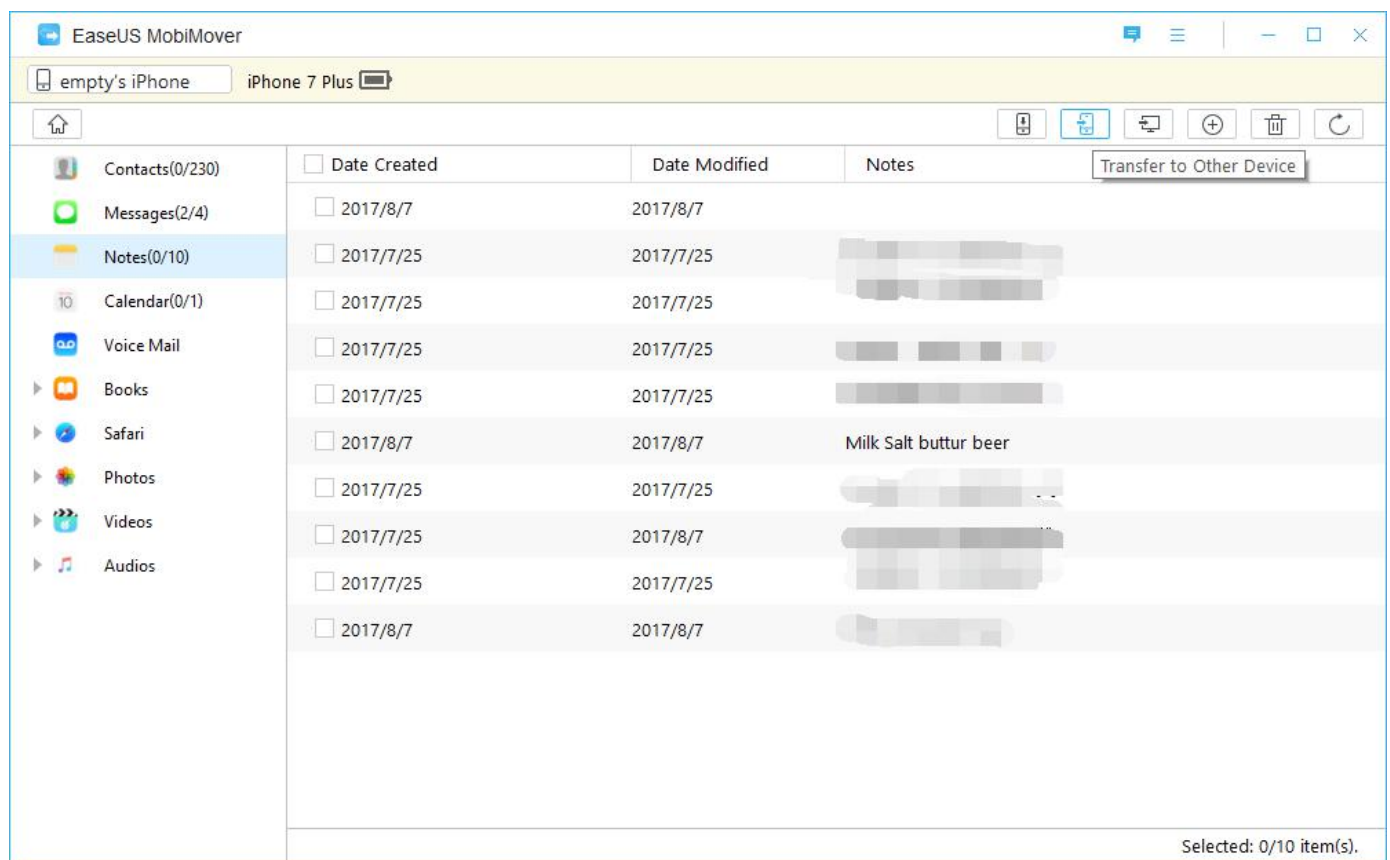 EaseUS MobiMover
empty's iPhone iPhone 7 Plus
Transfer to Other Device
Contacts(0/230)
Messages(2/4)
Notes(0/10)
10 Calendar(0/1)
Voice Mail
Books
Safari
Photos
Videos
Audios
Date Created Date Modified Notes
2017/8/7 2017/8/7
2017/7/25 2017/7/25
2017/7/25 2017/7/25
2017/7/25 2017/7/25
2017/7/25 2017/7/25
2017/8/7 2017/8/7 Milk Salt buttur beer
2017/7/25 2017/7/25
2017/7/25 2017/8/7
2017/7/25 2017/7/25
2017/8/7 2017/8/7
Selected: 0/10 item(s).